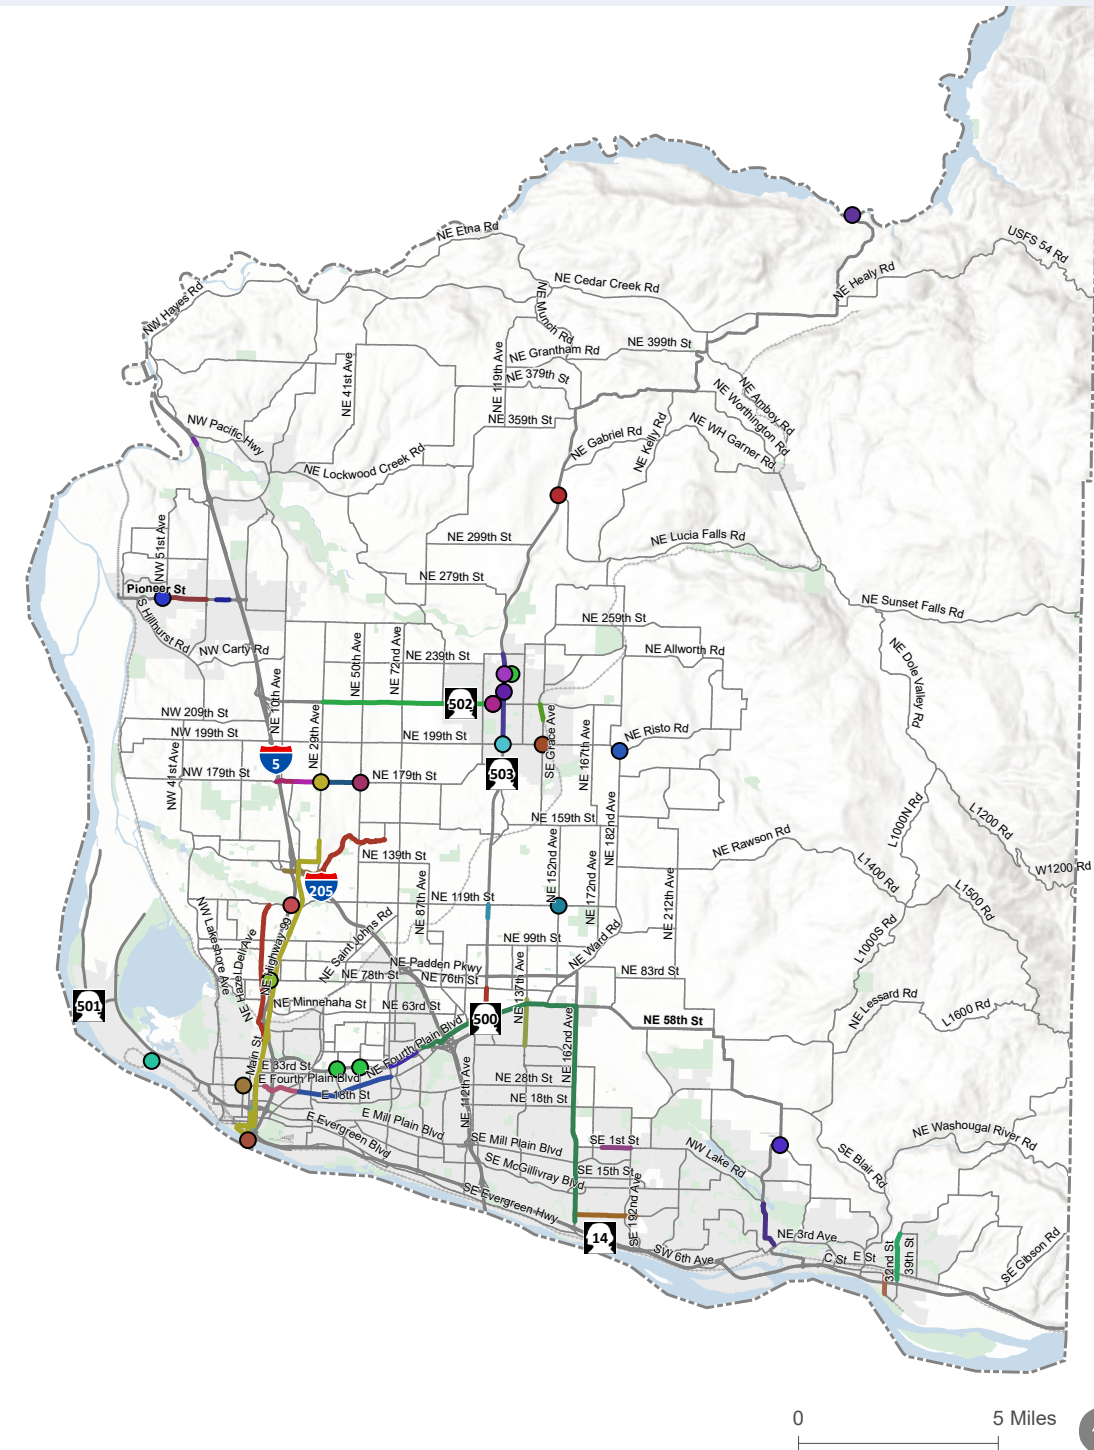 USFS 54 Rd
NE Etna Rd
NE Healy Rd
NE Cedar Creek Rd
NW Hayes Rd
NE Munch Rd
NE 399th St
NE Grantham Rd
NE 41st Ave
NE 119th Ave
NE 379th St
NE Amboy Rd
NE Worthington Rd
NE 359th St
NW Pacific Hwy
NE Gabriel Rd
NE Kelly Rd
NE WH Garner Rd
NE Lockwood Creek Rd
NW 51st Ave
NE 299th St
NE Lucia Falls Rd
NE 279th St
Pioneer St
S Hillhurst Rd
NE Sunset Falls Rd
NE 259th St
NW Carty Rd
NE 50th Ave
NE 72nd Ave
NE 239th St
NE Allworth Rd
NE Dole Valley Rd
NE 10th Ave
502
NW 209th St
NE 29th Ave
NW 199th St
NE 199th St
SE Grace Ave
NE 167th Ave
NE Risto Rd
5
NW 41st Ave
NW 179th St
NE 179th St
503
NE 182nd Ave
L1000N Rd
L1200 Rd
NE 159th St
NE Rawson Rd
NE 139th St
NE 152nd Ave
L1400 Rd
W1200 Rd
205
NE 87th Ave
NE 119th St
NE 172nd Ave
NE 212th Ave
L1500 Rd
NW Lakeshore Ave
NE Hazel Dell Ave
NE Highway 99
NE Saint Johns Rd
NE 99th St
NE Ward Rd
L1000S Rd
NE Padden Pkwy
NE 78th St
NE 76th St
NE 137th Ave
NE 83rd St
501
NE Minnehaha St
NE 63rd St
500
NE Lessard Rd
L1600 Rd
NE 58th St
Main St
NE Fourth Plain Blvd
NE 162nd Ave
E 33rd St
E Fourth Plain Blvd
E 18th St
NE 112th Ave
NE 28th St
NE 18th St
E Mill Plain Blvd
E Evergreen Blvd
SE Mill Plain Blvd
SE 1st St
NW Lake Rd
NE Washougal River Rd
SE McGillivray Blvd
SE 15th St
SE Blair Rd
SE Evergreen Hwy
SE 192nd Ave
14
NE 3rd Ave
SW 6th Ave
C St
E St
32nd St
39th St
SE Gibson Rd
0
5 Miles